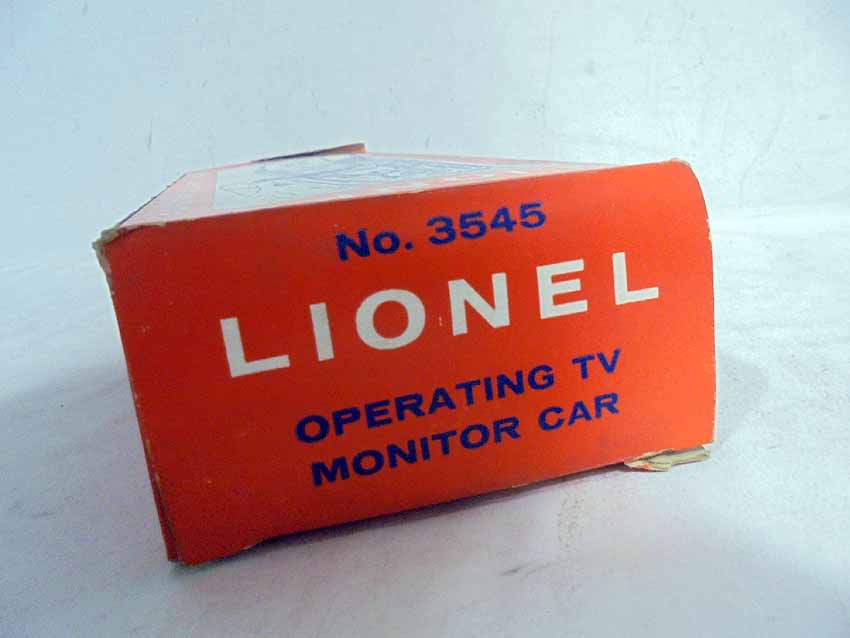 No. 3545
LIONEL
OPERATING TV
MONITOR CAR